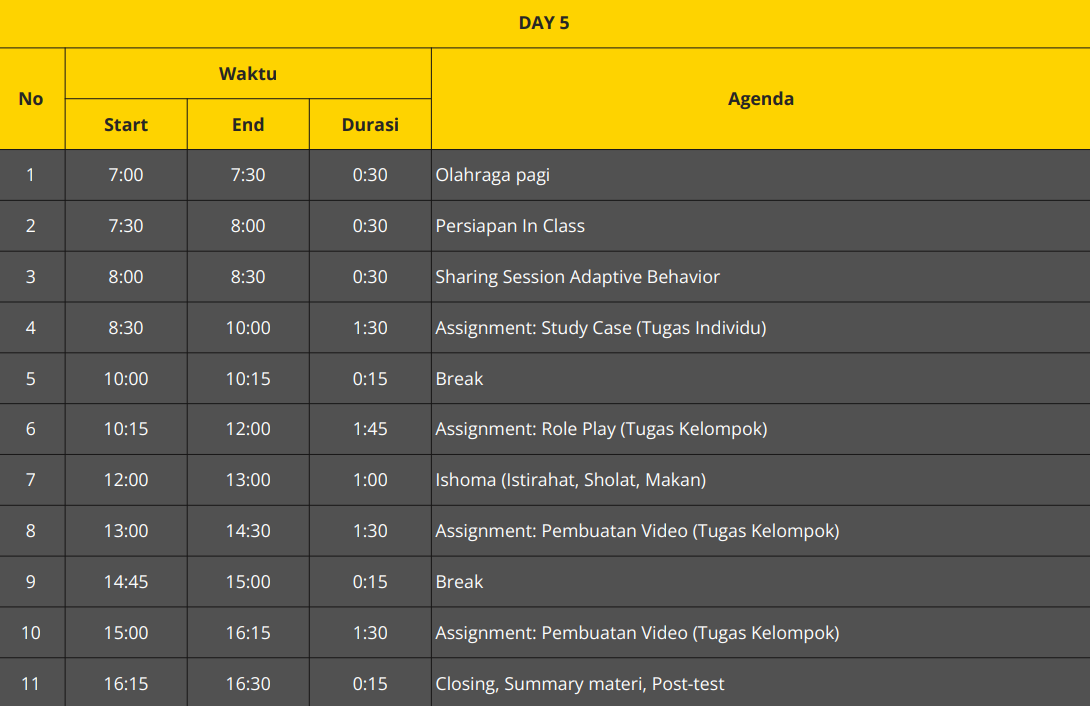 DAY 5
No Waktu Agenda
Start End Durasi
1 7:00 7:30 0:30 Olahraga pagi
2 7:30 8:00 0:30 Persiapan In Class
3 8:00 8:30 0:30 Sharing Session Adaptive Behavior
4 8:30 10:00 1:30 Assignment: Study Case (Tugas Individu)
5 10:00 10:15 0:15 Break
6 10:15 12:00 1:45 Assignment: Role Play (Tugas Kelompok)
7 12:00 13:00 1:00 Ishoma (Istirahat, Sholat, Makan)
8 13:00 14:30 1:30 Assignment: Pembuatan Video (Tugas Kelompok)
9 14:45 15:00 0:15 Break
10 15:00 16:15 1:30 Assignment: Pembuatan Video (Tugas Kelompok)
11 16:15 16:30 0:15 Closing, Summary materi, Post-test